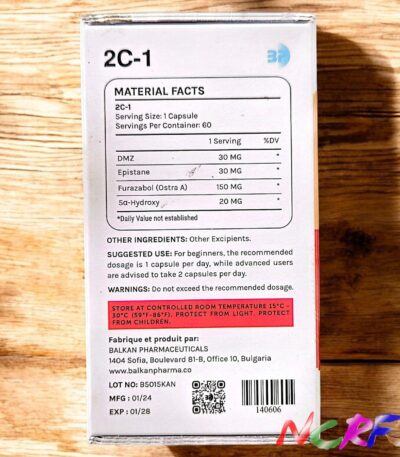 2C-1
MATERIAL FACTS
2C-1
Serving Size: 1 Capsule
Servings Per Container: 60
1 Serving %DV
DMZ 30 MG *
Epistane 30 MG *
Furazabol (Ostra A) 150 MG *
5α-Hydroxy 20 MG *
*Daily Value not established
OTHER INGREDIENTS: Other Excipients.
SUGGESTED USE: For beginners, the recommended
dosage is 1 capsule per day, while advanced users
are advised to take 2 capsules per day.
WARNINGS: Do not exceed the recommended dosage.
STORE AT CONTROLLED ROOM TEMPERATURE 15°C -
30°C (59°F-86°F). PROTECT FROM LIGHT. PROTECT
FROM CHILDREN.
Fabrique et produit par:
BALKAN PHARMACEUTICALS
1404 Sofia, Boulevard 81-B, Office 10, Bulgaria
www.balkanpharma.co
LOT NO: B5015KAN
MFG : 01/24
EXP : 01/28
140606
NCRF